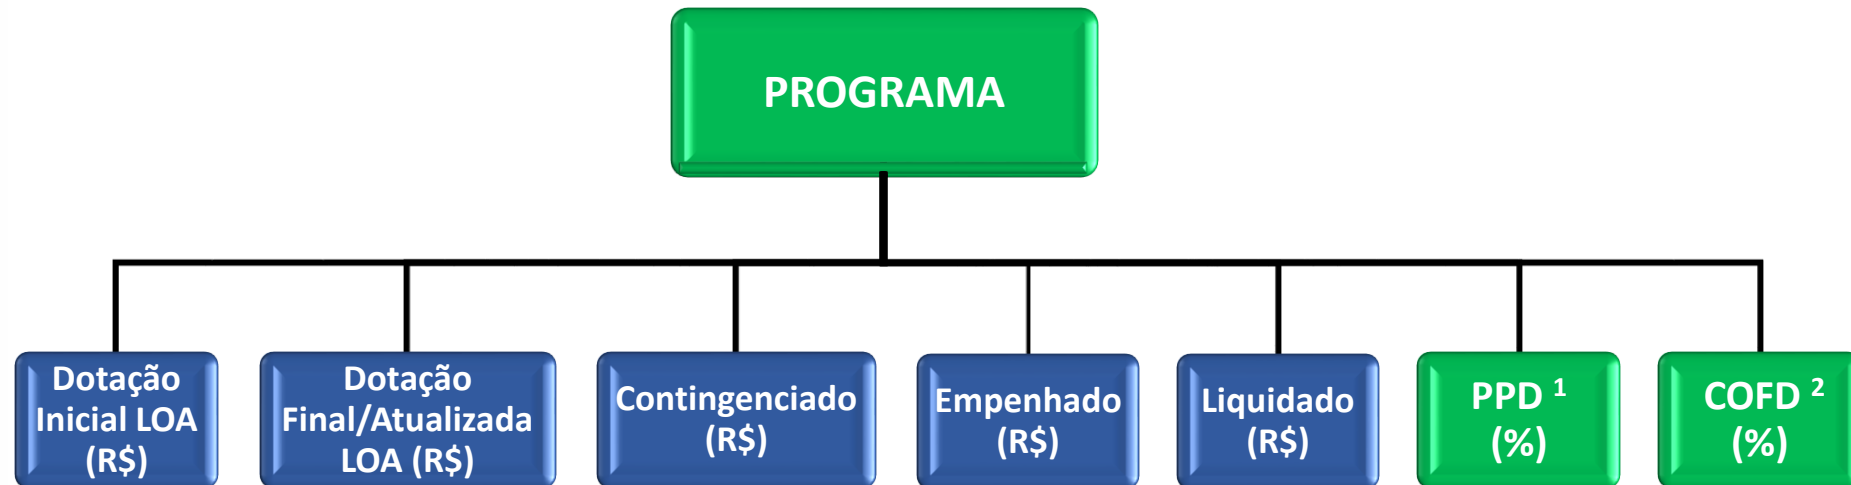 PROGRAMA
Dotação
Inicial LOA
(R$)
Dotação
Final/Atualizada
LOA (R$)
Contingenciado
(R$)
Empenhado
(R$)
Liquidado
(R$)
PPD ¹
(%)
COFD ²
(%)